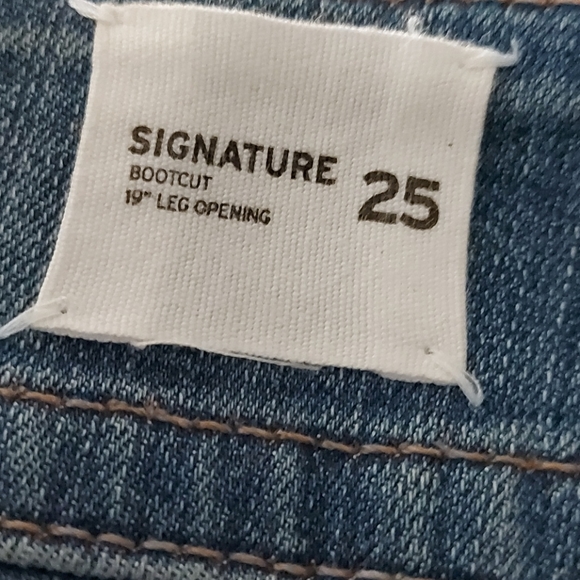 SIGNATURE
BOOTCUT
19" LEG OPENING
25